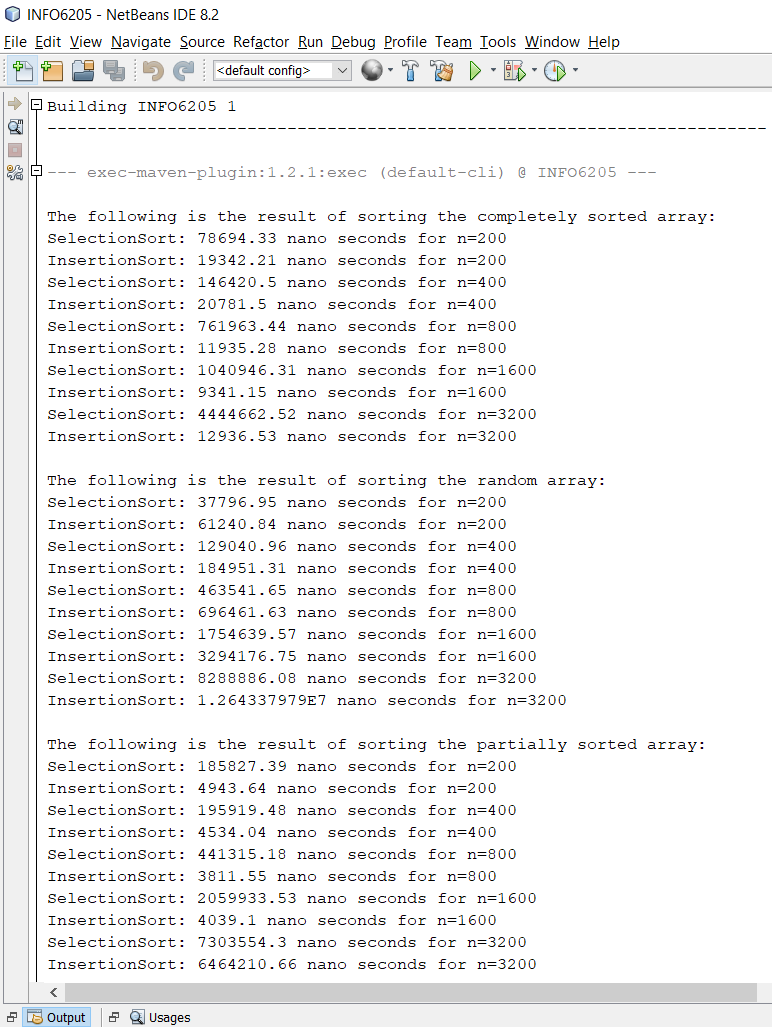 INFO6205 - NetBeans IDE 8.2
File Edit View Navigate Source Refactor Run Debug Profile Team Tools Window Help
<default config>
Building INFO6205 1
------------------------------------------------------------------------
--- exec-maven-plugin:1.2.1:exec (default-cli) @ INFO6205 ---
The following is the result of sorting the completely sorted array:
SelectionSort: 78694.33 nano seconds for n=200
InsertionSort: 19342.21 nano seconds for n=200
SelectionSort: 146420.5 nano seconds for n=400
InsertionSort: 20781.5 nano seconds for n=400
SelectionSort: 761963.44 nano seconds for n=800
InsertionSort: 11935.28 nano seconds for n=800
SelectionSort: 1040946.31 nano seconds for n=1600
InsertionSort: 9341.15 nano seconds for n=1600
SelectionSort: 4444662.52 nano seconds for n=3200
InsertionSort: 12936.53 nano seconds for n=3200
The following is the result of sorting the random array:
SelectionSort: 37796.95 nano seconds for n=200
InsertionSort: 61240.84 nano seconds for n=200
SelectionSort: 129040.96 nano seconds for n=400
InsertionSort: 184951.31 nano seconds for n=400
SelectionSort: 463541.65 nano seconds for n=800
InsertionSort: 696461.63 nano seconds for n=800
SelectionSort: 1754639.57 nano seconds for n=1600
InsertionSort: 3294176.75 nano seconds for n=1600
SelectionSort: 8288886.08 nano seconds for n=3200
InsertionSort: 1.264337979E7 nano seconds for n=3200
The following is the result of sorting the partially sorted array:
SelectionSort: 185827.39 nano seconds for n=200
InsertionSort: 4943.64 nano seconds for n=200
SelectionSort: 195919.48 nano seconds for n=400
InsertionSort: 4534.04 nano seconds for n=400
SelectionSort: 441315.18 nano seconds for n=800
InsertionSort: 3811.55 nano seconds for n=800
SelectionSort: 2059933.53 nano seconds for n=1600
InsertionSort: 4039.1 nano seconds for n=1600
SelectionSort: 7303554.3 nano seconds for n=3200
InsertionSort: 6464210.66 nano seconds for n=3200
Output Usages